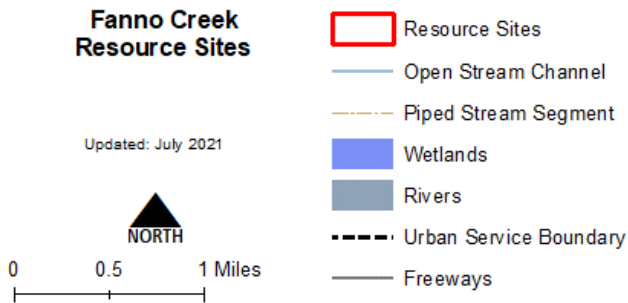 Fanno Creek
Resource Sites
Updated: July 2021
NORTH
0 0.5 1 Miles
Resource Sites
Open Stream Channel
Piped Stream Segment
Wetlands
Rivers
Urban Service Boundary
Freeways